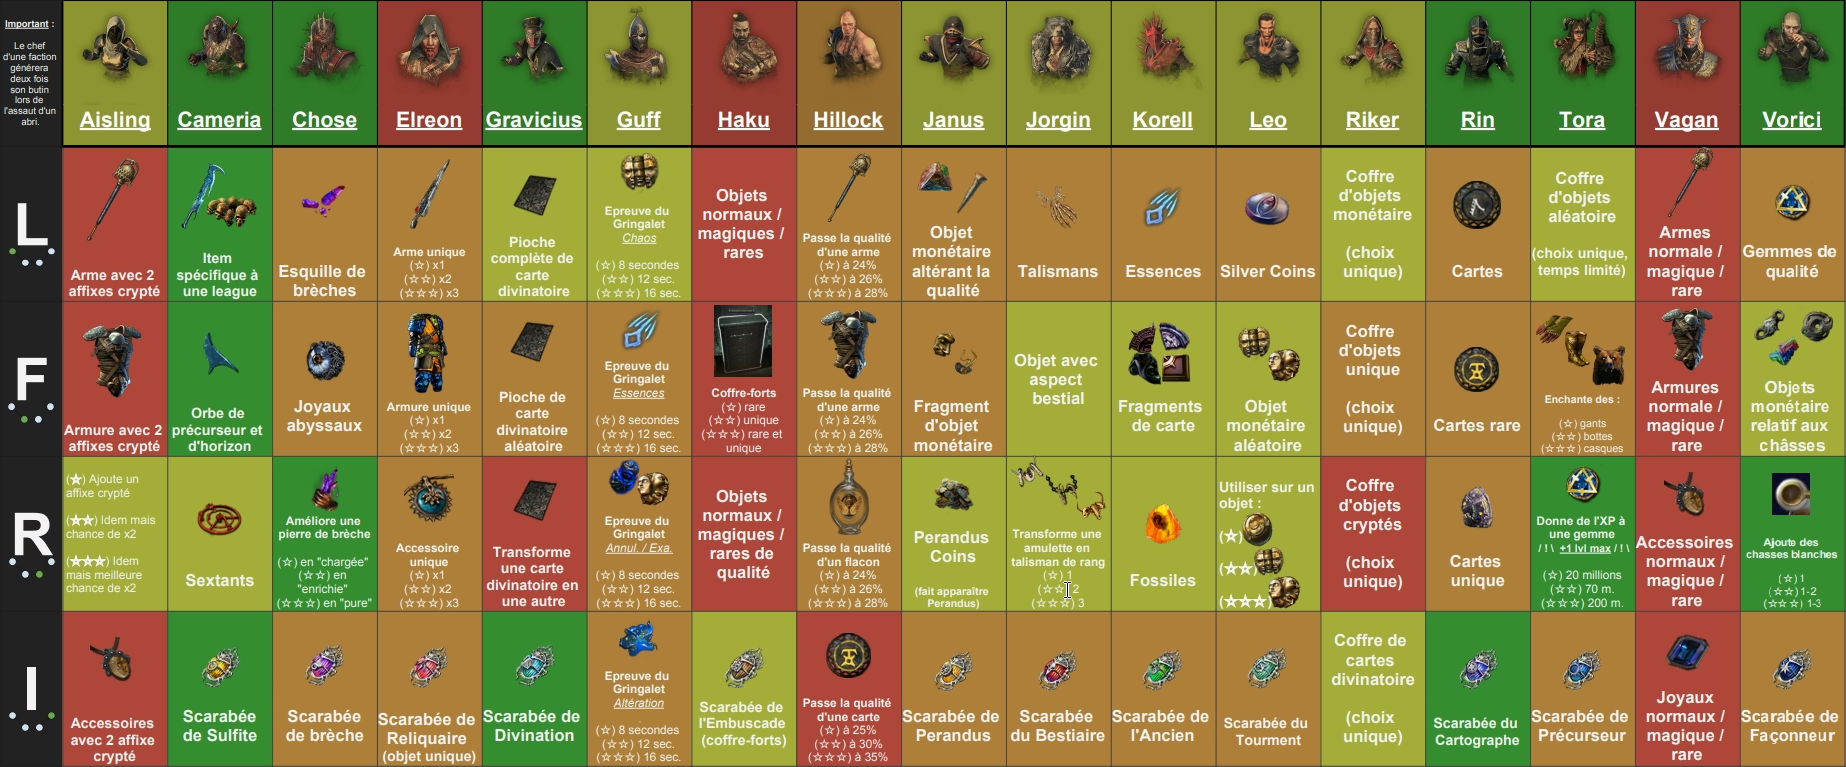 Important :
Le chef
d'une faction
générera
deux fois
son butin
lors de
l'assaut d'un
abri.
Aisling
Cameria
Chose
Elreon
Gravicius
Guff
Haku
Hillock
Janus
Jorgin
Korell
Leo
Riker
Rin
Tora
Vagan
Vorici
L
Arme avec 2
affixes crypté
Item
spécifique à
une league
Esquille de
brèches
Arme unique
(☆) x1
(☆☆) x2
(☆☆☆) x3
Pioche
complète de
carte
divinatoire
Epreuve du
Gringalet
Chaos
(☆) 8 secondes
(☆☆) 12 sec.
(☆☆☆) 16 sec.
Objets
normaux /
magiques /
rares
Passe la qualité
d'une arme
(☆) à 24%
(☆☆) à 26%
(☆☆☆) à 28%
Objet
monétaire
altérant la
qualité
Talismans
Essences
Silver Coins
Coffre
d'objets
monétaire
(choix
unique)
Cartes
Coffre
d'objets
aléatoire
(choix unique,
temps limité)
Armes
normale /
magique /
rare
Gemmes de
qualité
F
Armure avec 2
affixes crypté
Orbe de
précurseur et
d'horizon
Joyaux
abyssaux
Armure unique
(☆) x1
(☆☆) x2
(☆☆☆) x3
Pioche de
carte
divinatoire
aléatoire
Epreuve du
Gringalet
Essences
(☆) 8 secondes
(☆☆) 12 sec.
(☆☆☆) 16 sec.
Coffre-forts
(☆) rare
(☆☆) unique
(☆☆☆) rare et
unique
Passe la qualité
d'une arme
(☆) à 24%
(☆☆) à 26%
(☆☆☆) à 28%
Fragment
d'objet
monétaire
Objet avec
aspect
bestial
Fragments
de carte
Objet
monétaire
aléatoire
Coffre
d'objets
unique
(choix
unique)
Cartes rare
Enchante des :
(☆) gants
(☆☆) bottes
(☆☆☆) casques
Armures
normale /
magique /
rare
Objets
monétaire
relatif aux
châsses
R
(★) Ajoute un
affixe crypté
(★★) Idem mais
chance de x2
(★★★) Idem
mais meilleure
chance de x2
Sextants
Améliore une
pierre de brèche
(☆) en "chargée"
(☆☆) en
"enrichie"
(☆☆☆) en "pure"
Accessoire
unique
(☆) x1
(☆☆) x2
(☆☆☆) x3
Transforme
une carte
divinatoire en
une autre
Epreuve du
Gringalet
Annul. / Exa.
(☆) 8 secondes
(☆☆) 12 sec.
(☆☆☆) 16 sec.
Objets
normaux /
magiques /
rares de
qualité
Passe la qualité
d'un flacon
(☆) à 24%
(☆☆) à 26%
(☆☆☆) à 28%
Perandus
Coins
(fait apparaître
Perandus)
Transforme une
amulette en
talisman de rang
(☆) 1
(☆☆) 2
(☆☆☆) 3
Fossiles
Utiliser sur un
objet :
(★)
(★★)
(★★★)
Coffre
d'objets
cryptés
(choix
unique)
Cartes
unique
Donne de l'XP à
une gemme
/ ! \ +1 lvl max / ! \
(☆) 20 millions
(☆☆) 70 m.
(☆☆☆) 200 m.
Accessoires
normaux /
magique /
rare
Ajoute des
chasses blanches
(☆) 1
(☆☆) 1-2
(☆☆☆) 1-3
I
Accessoires
avec 2 affixe
crypté
Scarabée
de Sulfite
Scarabée
de brèche
Scarabée de
Reliquaire
(objet unique)
Scarabée de
Divination
Epreuve du
Gringalet
Altération
(☆) 8 secondes
(☆☆) 12 sec.
(☆☆☆) 16 sec.
Scarabée de
l'Embuscade
(coffre-forts)
Passe la qualité
d'une carte
(☆) à 25%
(☆☆) à 30%
(☆☆☆) à 35%
Scarabée de
Perandus
Scarabée
du Bestiaire
Scarabée de
l'Ancien
Scarabée du
Tourment
Coffre de
cartes
divinatoire
(choix
unique)
Scarabée du
Cartographe
Scarabée de
Précurseur
Joyaux
normaux /
magique /
rare
Scarabée de
Façonneur